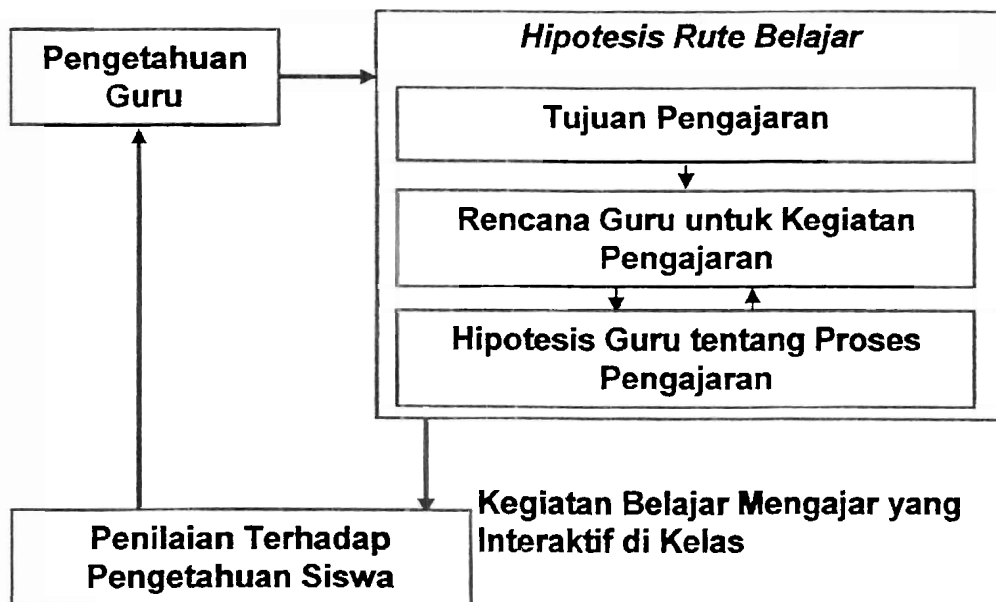 Pengetahuan
Guru
Hipotesis Rute Belajar
Tujuan Pengajaran
Rencana Guru untuk Kegiatan
Pengajaran
Hipotesis Guru tentang Proses
Pengajaran
Kegiatan Belajar Mengajar yang
Interaktif di Kelas
Penilaian Terhadap
Pengetahuan Siswa